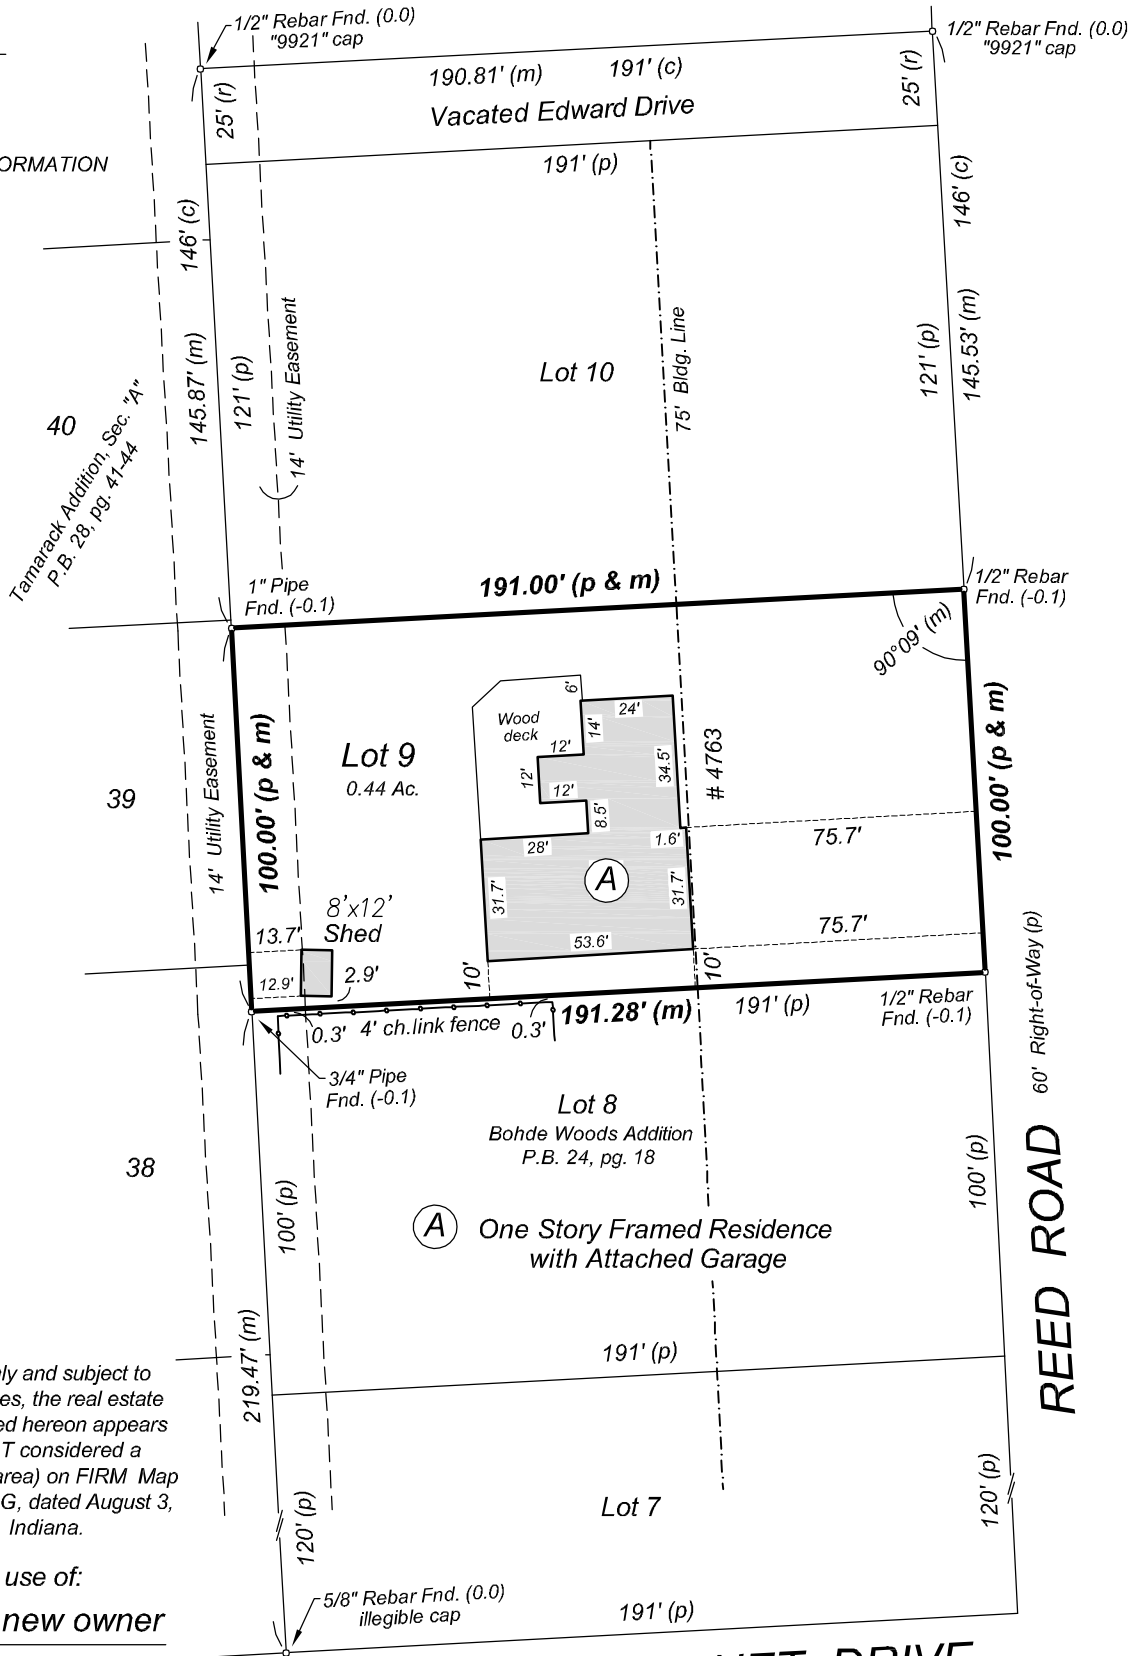 1/2" Rebar Fnd. (0.0)
"9921" cap
1/2" Rebar Fnd. (0.0)
"9921" cap
190.81' (m)
191' (c)
25' (r)
25' (r)
Vacated Edward Drive
ORMATION
191' (p)
146' (c)
146' (c)
145.87' (m)
121' (p)
14' Utility Easement
75' Bldg. Line
121' (p)
145.53' (m)
Lot 10
40
Tamarack Addition, Sec. "A"
P.B. 28, pg. 41-44
1" Pipe
Fnd. (-0.1)
191.00' (p & m)
1/2" Rebar
Fnd. (-0.1)
90°09' (m)
39
14' Utility Easement
100.00' (p & m)
Lot 9
0.44 Ac.
Wood
deck
6'
24'
14'
12'
12'
12'
8.5'
34.5'
# 4763
100.00' (p & m)
28'
1.6'
75.7'
A
31.7'
31.7'
53.6'
75.7'
8'x12'
Shed
13.7'
12.9'
2.9'
10'
10'
191.28' (m)
191' (p)
1/2" Rebar
Fnd. (-0.1)
0.3'
4' ch.link fence
0.3'
3/4" Pipe
Fnd. (-0.1)
60' Right-of-Way (p)
REED ROAD
Lot 8
Bohde Woods Addition
P.B. 24, pg. 18
38
100' (p)
100' (p)
A
One Story Framed Residence
with Attached Garage
219.47' (m)
191' (p)
ly and subject to
es, the real estate
ed hereon appears
T considered a
area) on FIRM Map
G, dated August 3,
Indiana.
Lot 7
120' (p)
120' (p)
use of:
new owner
5/8" Rebar Fnd. (0.0)
illegible cap
191' (p)
DRIVE